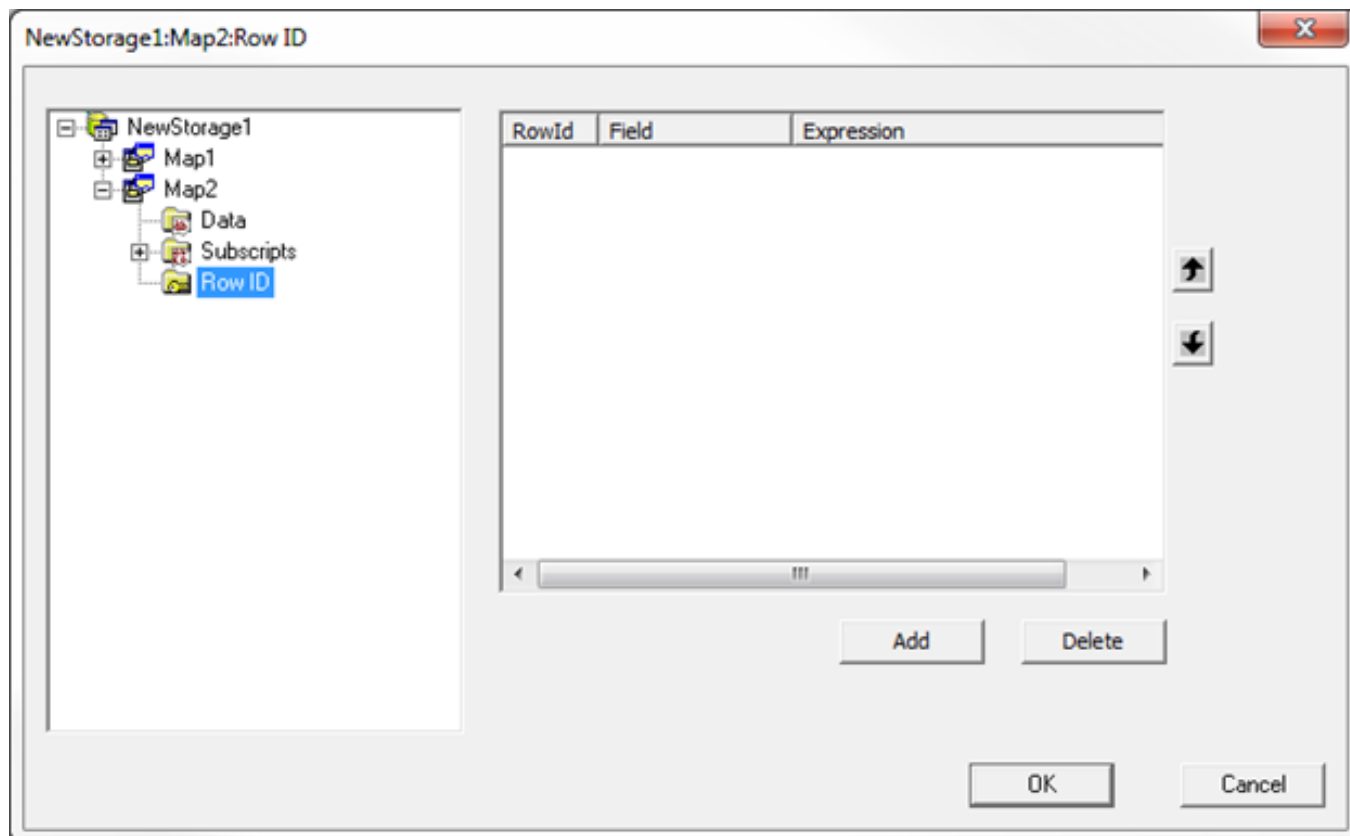 NewStorage1:Map2:Row ID
NewStorage1
Map1
Map2
Data
Subscripts
Row ID
RowId Field Expression
Add Delete
OK Cancel